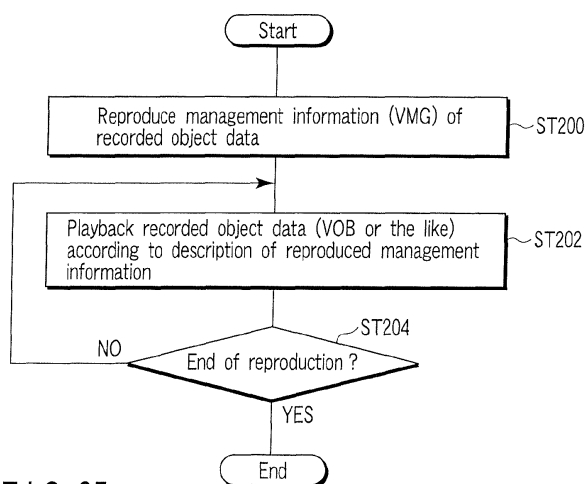 Start
Reproduce management information (VMG) of
recorded object data
ST200
Playback recorded object data (VOB or the like)
according to description of reproduced management
information
ST202
ST204
NO
End of reproduction ?
YES
End